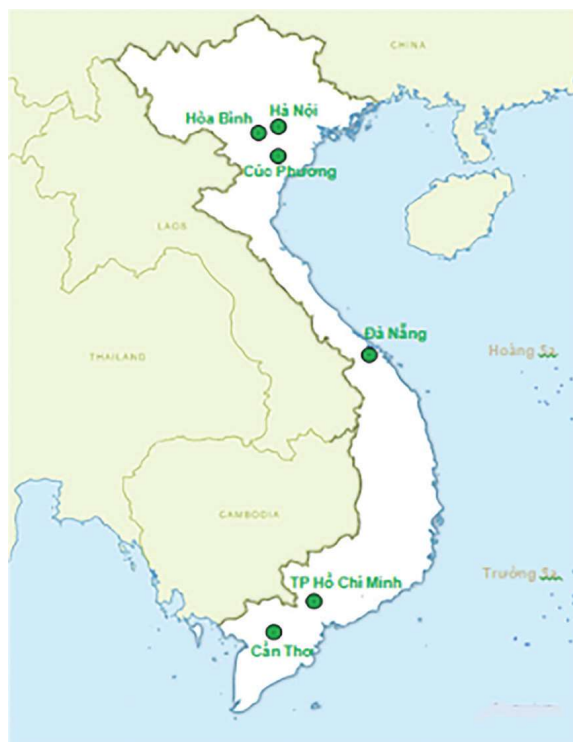 CHINA
Hà Nội
Hòa Bình
Cúc Phương
LAOS
Đà Nẵng
Hoàng Sa
THAILAND
CAMBODIA
Trường Sa
TP Hồ Chí Minh
Cần Thơ